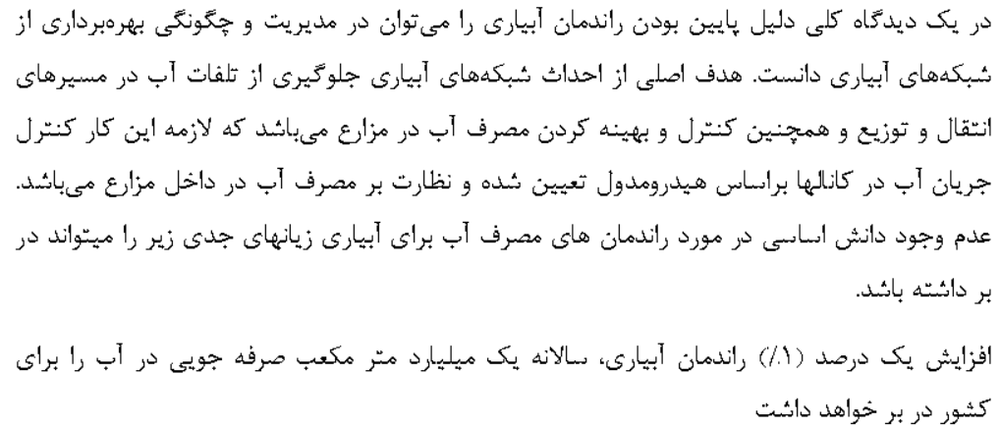 در یک دیدگاه کلی دلیل پایین بودن راندمان آبیاری را می‌توان در مدیریت و چگونگی بهره‌برداری از
شبکه‌های آبیاری دانست. هدف اصلی از احداث شبکه‌های آبیاری جلوگیری از تلفات آب در مسیرهای
انتقال و توزیع و همچنین کنترل و بهینه کردن مصرف آب در مزارع می‌باشد که لازمه این کار کنترل
جریان آب در کانالها براساس هیدرومدول تعیین شده و نظارت بر مصرف آب در داخل مزارع می‌باشد.
عدم وجود دانش اساسی در مورد راندمان های مصرف آب برای آبیاری زیانهای جدی زیر را میتواند در
بر داشته باشد.
افزایش یک درصد (۱٪) راندمان آبیاری، سالانه یک میلیارد متر مکعب صرفه جویی در آب را برای
کشور در بر خواهد داشت